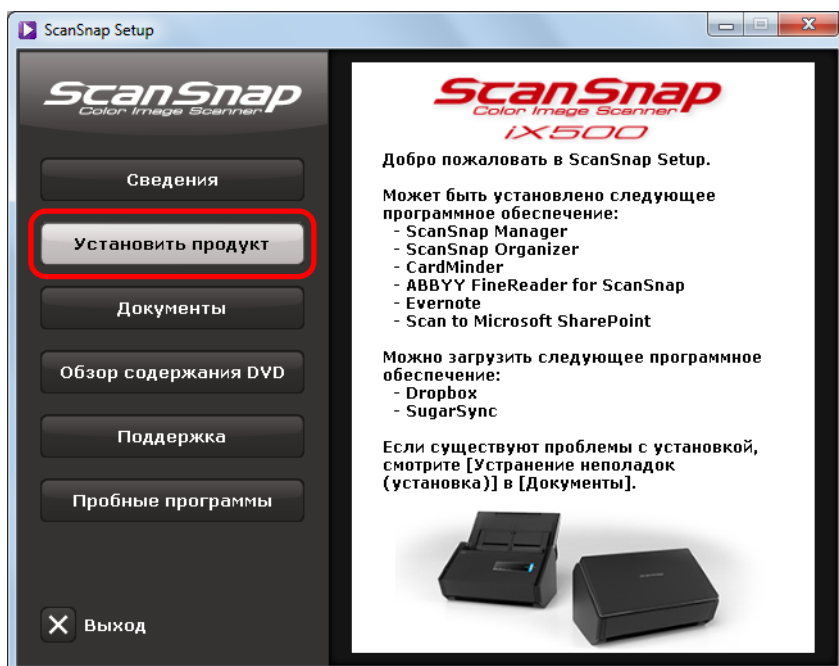 ScanSnap Setup
ScanSnap
Color Image Scanner
Сведения
Установить продукт
Документы
Обзор содержания DVD
Поддержка
Пробные программы
Выход
ScanSnap
Color Image Scanner
iX500
Добро пожаловать в ScanSnap Setup.
Может быть установлено следующее
программное обеспечение:
- ScanSnap Manager
- ScanSnap Organizer
- CardMinder
- ABBYY FineReader for ScanSnap
- Evernote
- Scan to Microsoft SharePoint
Можно загрузить следующее программное
обеспечение:
- Dropbox
- SugarSync
Если существуют проблемы с установкой,
смотрите [Устранение неполадок
(установка)] в [Документы].